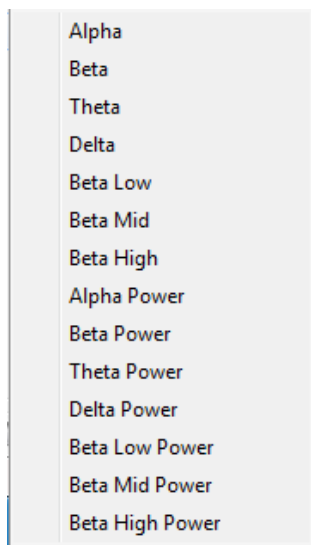 Alpha
Beta
Theta
Delta
Beta Low
Beta Mid
Beta High
Alpha Power
Beta Power
Theta Power
Delta Power
Beta Low Power
Beta Mid Power
Beta High Power